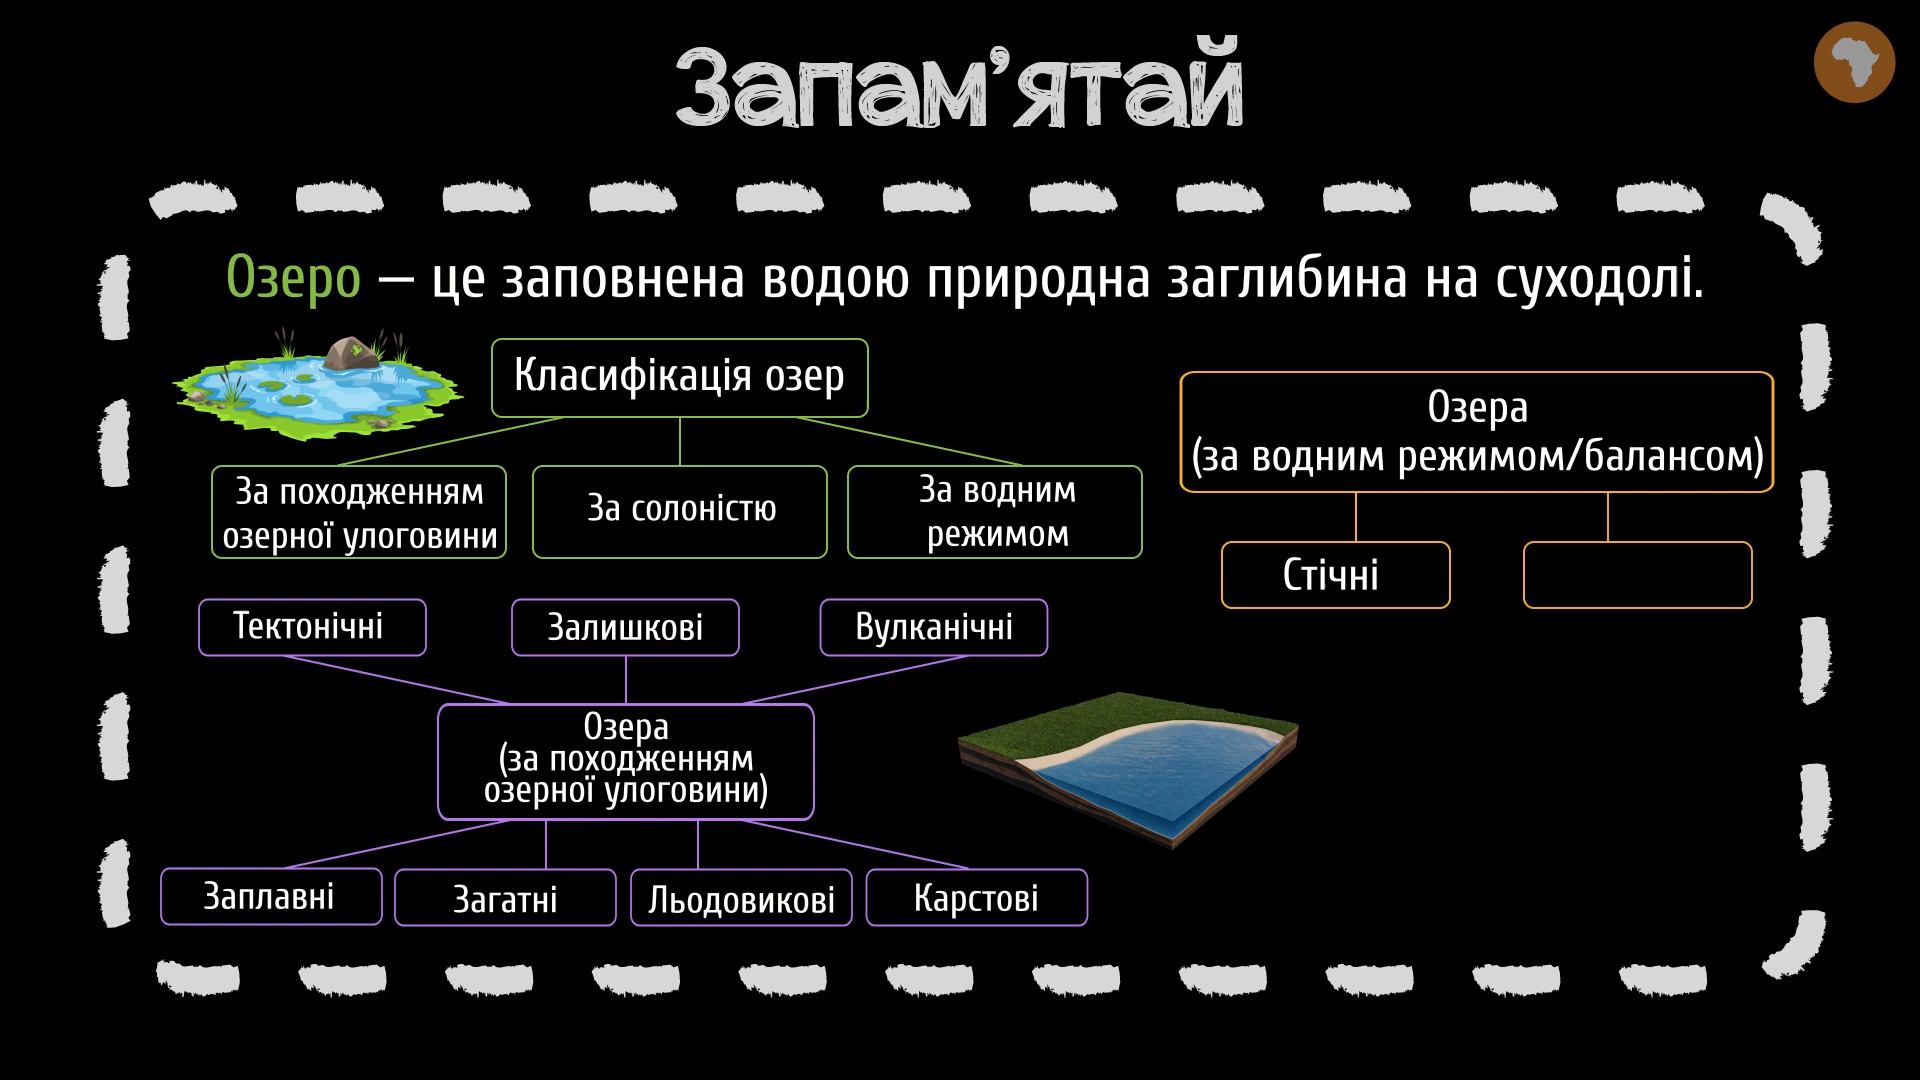 Запам’ятай
Озеро — це заповнена водою природна заглибина на суходолі.
Класифікація озер
За походженням
озерної улоговини
За солоністю
За водним
режимом
Озера
(за водним режимом/балансом)
Стічні
Тектонічні
Залишкові
Вулканічні
Озера
(за походженням
озерної улоговини)
Заплавні
Загатні
Льодовикові
Карстові